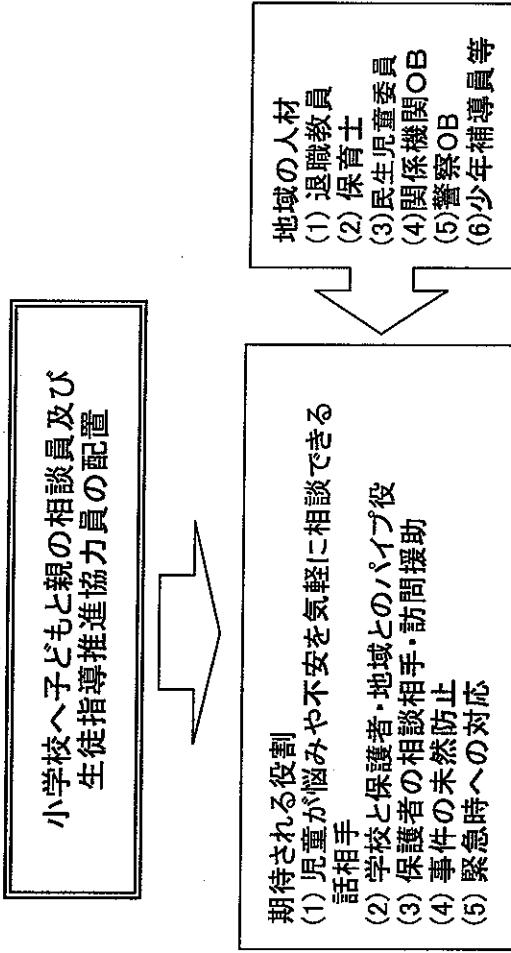 小学校へ子どもと親の相談員及び
生徒指導推進協力員の配置
期待される役割
(1) 児童が悩みや不安を気軽に相談できる
話相手
(2) 学校と保護者・地域とのパイプ役
(3) 保護者の相談相手・訪問援助
(4) 事件の未然防止
(5) 緊急時への対応
地域の人材
(1) 退職教員
(2) 保育士
(3)民生児童委員
(4)関係機関OB
(5)警察OB
(6)少年補導員等